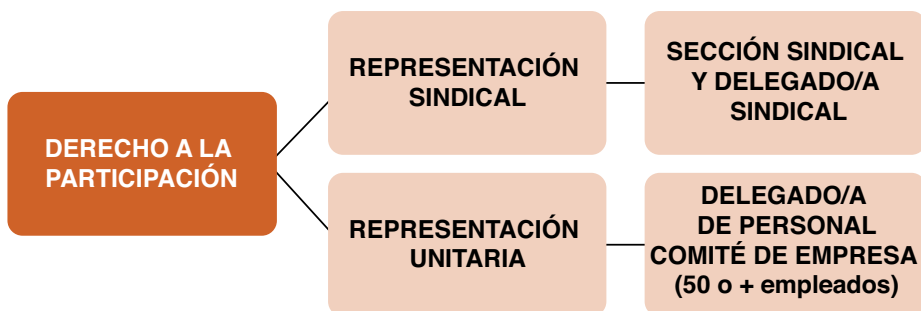 DERECHO A LA
PARTICIPACIÓN
REPRESENTACIÓN
SINDICAL
SECCIÓN SINDICAL
Y DELEGADO/A
SINDICAL
REPRESENTACIÓN
UNITARIA
DELEGADO/A
DE PERSONAL
COMITÉ DE EMPRESA
(50 o + empleados)